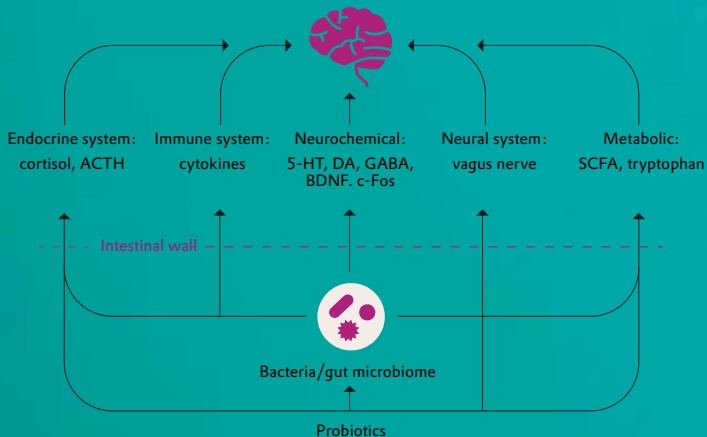 Endocrine system:
cortisol, ACTH
Immune system:
cytokines
Neurochemical:
5-HT, DA, GABA,
BDNF. c-Fos
Neural system:
vagus nerve
Metabolic:
SCFA, tryptophan
Intestinal wall
Bacteria/gut microbiome
Probiotics